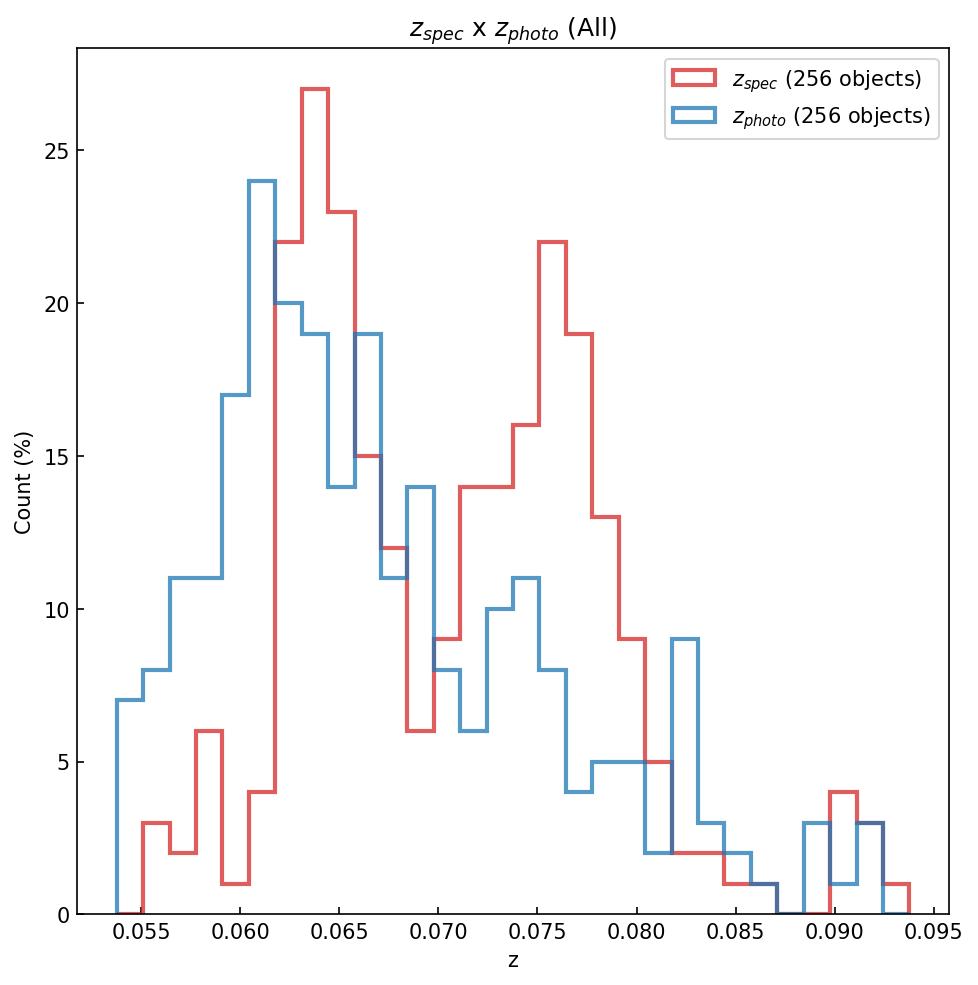 z_spec x z_photo (All)
z_spec (256 objects)
z_photo (256 objects)
25
20
15
10
5
0
Count (%)
0.055 0.060 0.065 0.070 0.075 0.080 0.085 0.090 0.095
z